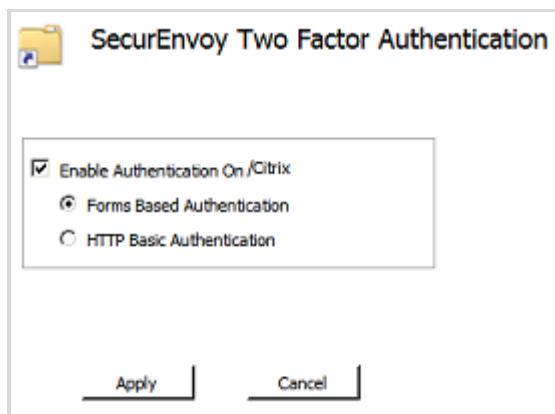 SecurEnvoy Two Factor Authentication
Enable Authentication On /Citrix
Forms Based Authentication
HTTP Basic Authentication
Apply Cancel